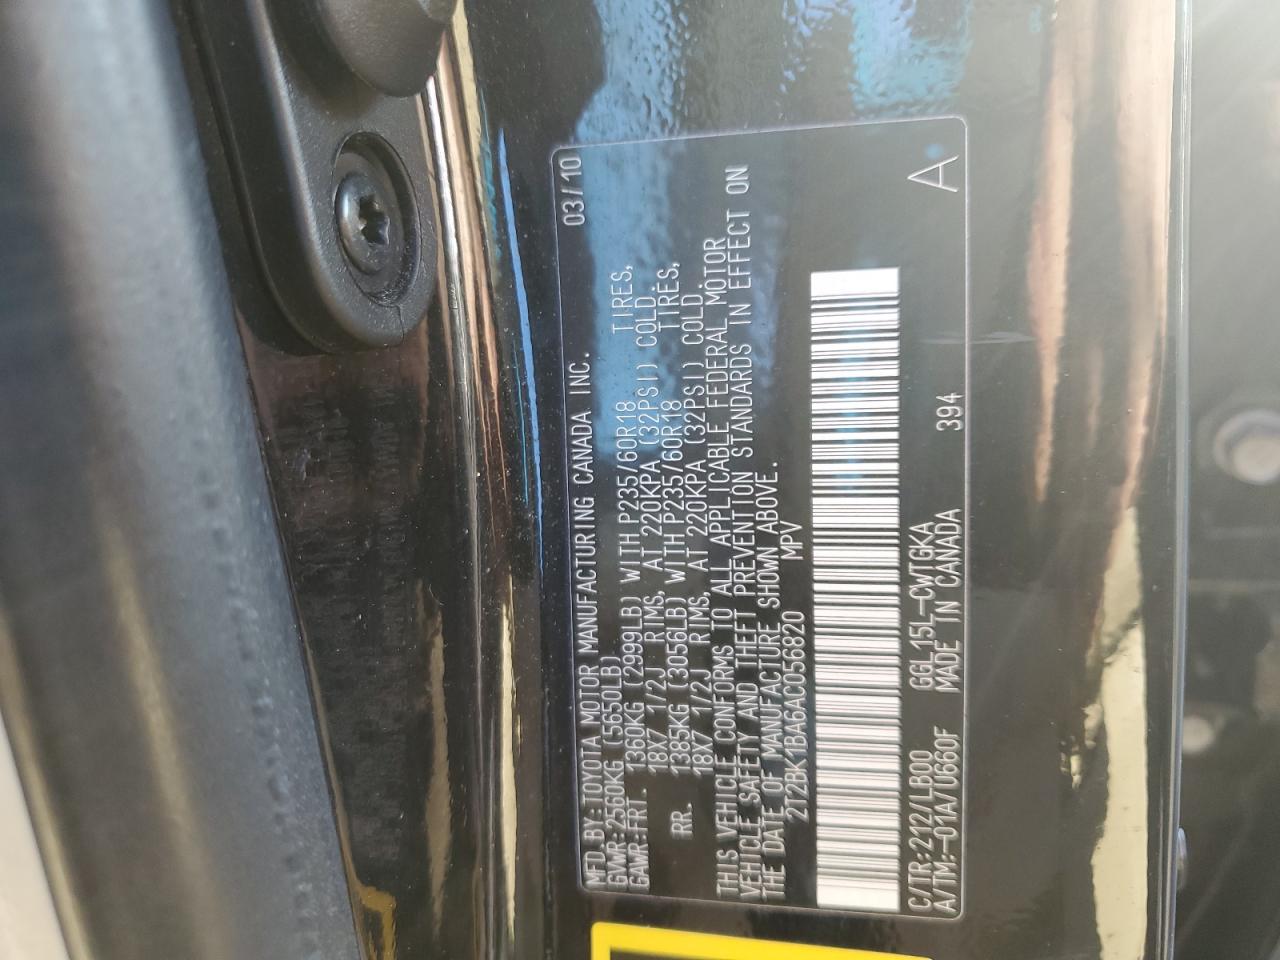 MFD.BY:TOYOTA MOTOR MANUFACTURING CANADA INC. 03/10
GVWR:2560KG (5650LB)
GAWR:FRT. 1360KG (2999LB) WITH P235/60R18 TIRES,
18X7 1/2J RIMS, AT 220KPA (32PSI) COLD.
RR. 1385KG (3056LB) WITH P235/60R18 TIRES,
18X7 1/2J RIMS, AT 220KPA (32PSI) COLD.
THIS VEHICLE CONFORMS TO ALL APPLICABLE FEDERAL MOTOR
VEHICLE SAFETY AND THEFT PREVENTION STANDARDS IN EFFECT ON
THE DATE OF MANUFACTURE SHOWN ABOVE.
2T2BK1BA6AC056820 MPV
C/TR:212/LB00 GGL15L-CWTGKA
A/TM:-01A/U660F MADE IN CANADA 394 A